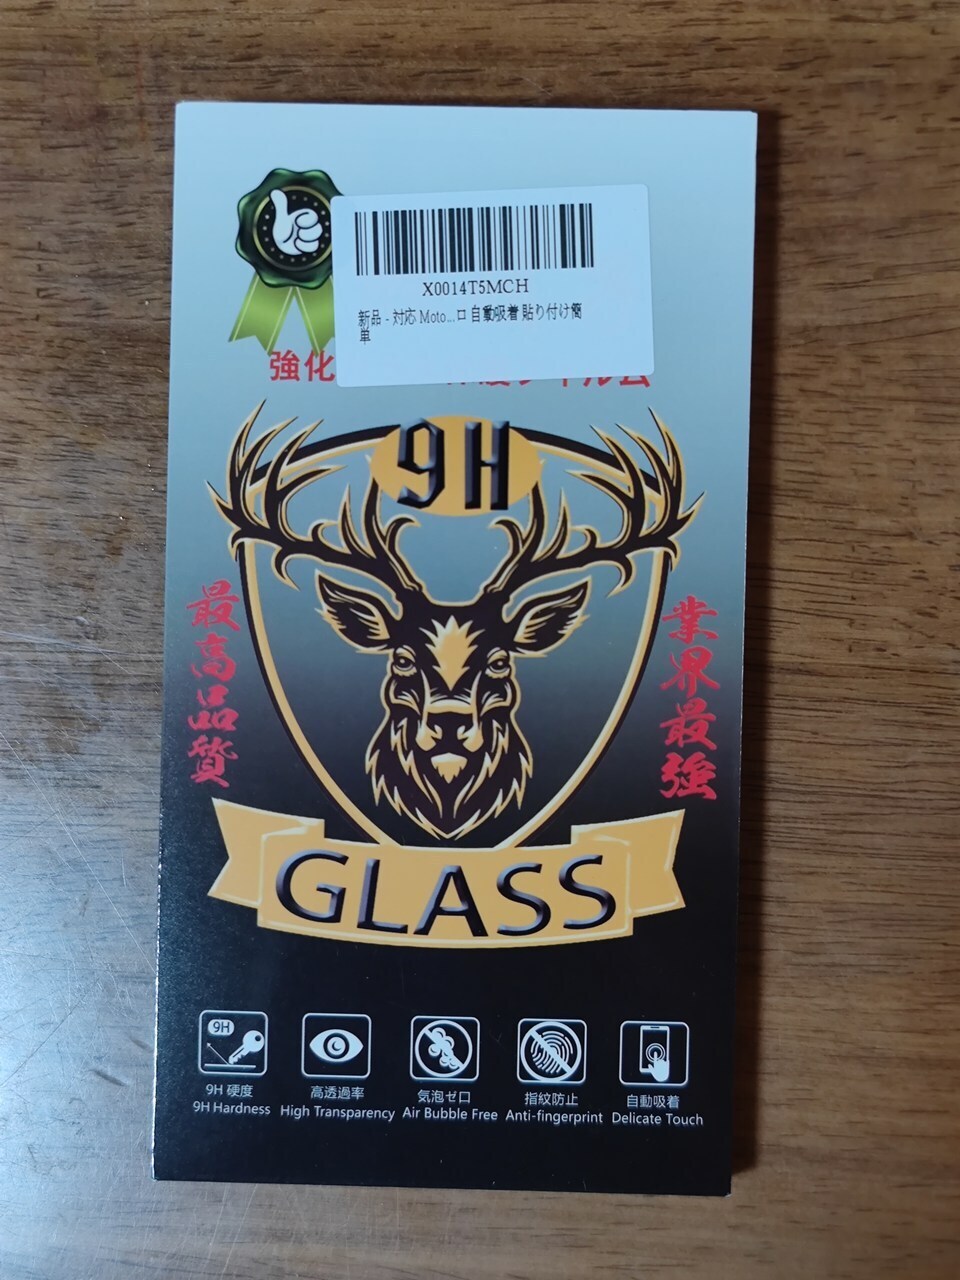 X0014T5MCH
新品 - 対応 Moto...ロ 自動吸着 貼り付け簡
単
強化
9H
最高品質
業界最強
GLASS
9H
9H 硬度
9H Hardness
高透過率
High Transparency
気泡ゼロ
Air Bubble Free
指紋防止
Anti-fingerprint
自動吸着
Delicate Touch